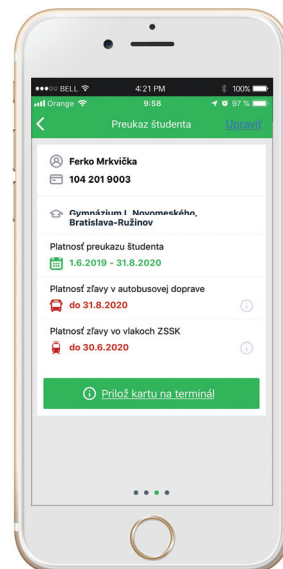 BELL 4:21 PM 100%
Orange 9:58 97 %
Preukaz študenta Upraviť
Ferko Mrkvička
104 201 9003
Gymnázium L. Novomeského,
Bratislava-Ružinov
Platnosť preukazu študenta
1.6.2019 - 31.8.2020
Platnosť zľavy v autobusovej doprave
do 31.8.2020
Platnosť zľavy vo vlakoch ZSSK
do 30.6.2020
Prilož kartu na terminál